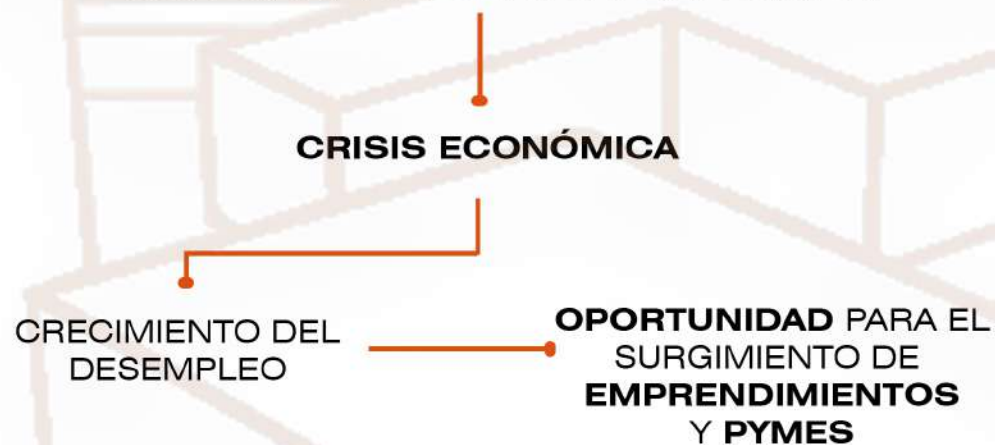 CRISIS ECONÓMICA
CRECIMIENTO DEL
DESEMPLEO
OPORTUNIDAD PARA EL
SURGIMIENTO DE
EMPRENDIMIENTOS
Y PYMES